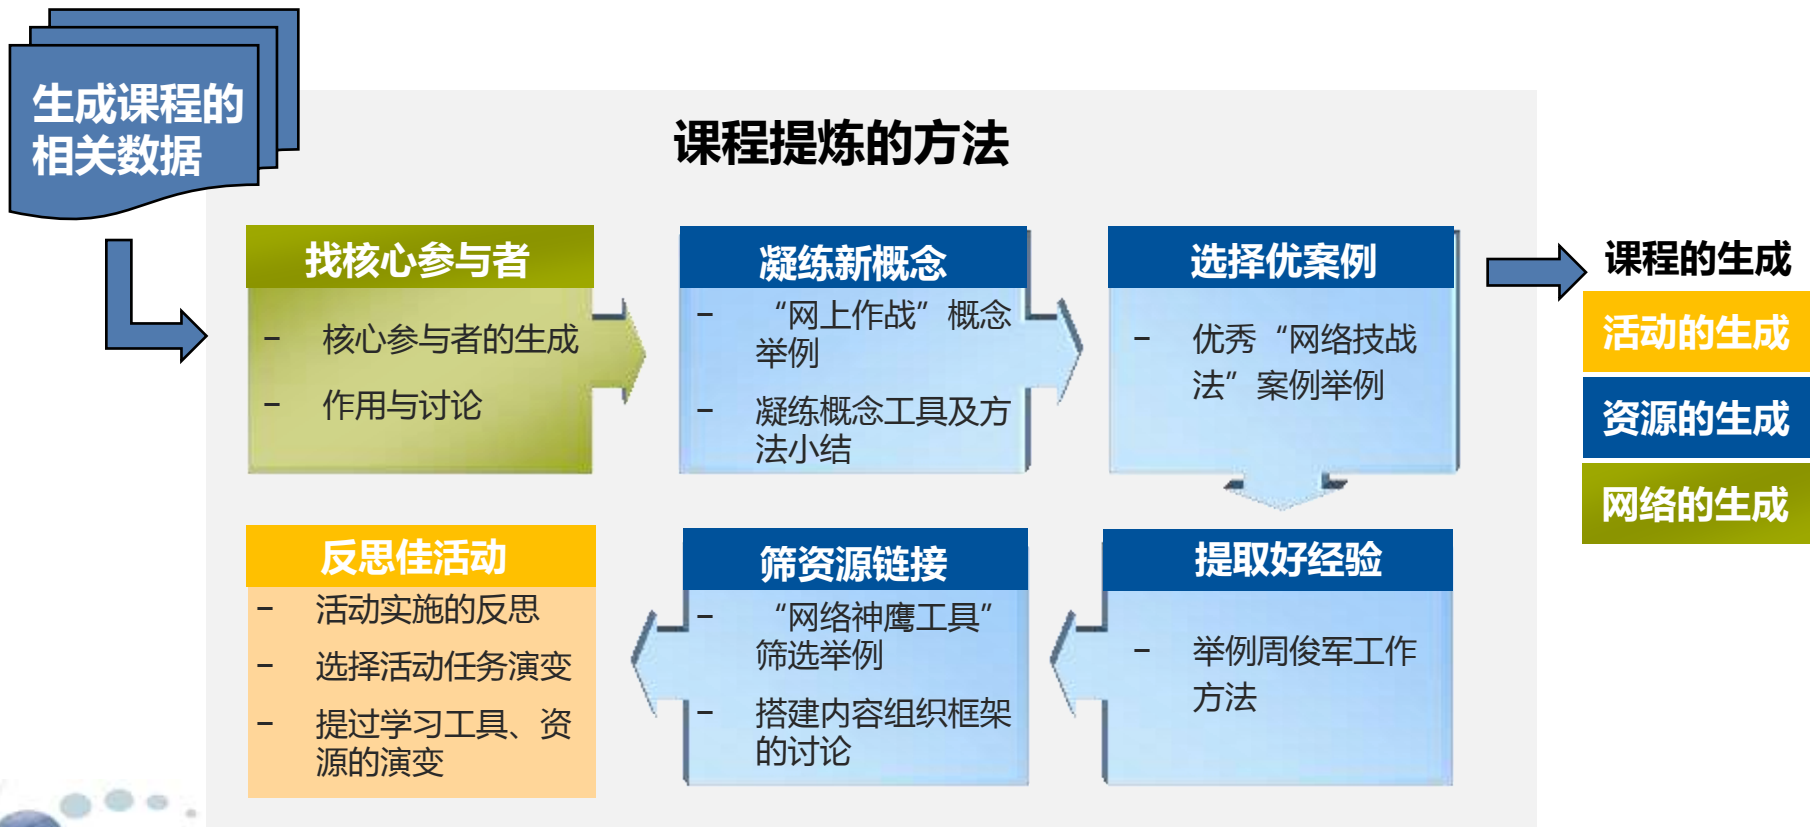 生成课程的
相关数据
课程提炼的方法
找核心参与者
- 核心参与者的生成
- 作用与讨论
凝练新概念
- “网上作战”概念
举例
- 凝练概念工具及方
法小结
选择优案例
- 优秀“网络技战
法”案例举例
提取好经验
- 举例周俊军工作
方法
筛资源链接
- “网络神鹰工具”
筛选举例
- 搭建内容组织框架
的讨论
反思佳活动
- 活动实施的反思
- 选择活动任务演变
- 提过学习工具、资
源的演变
课程的生成
活动的生成
资源的生成
网络的生成